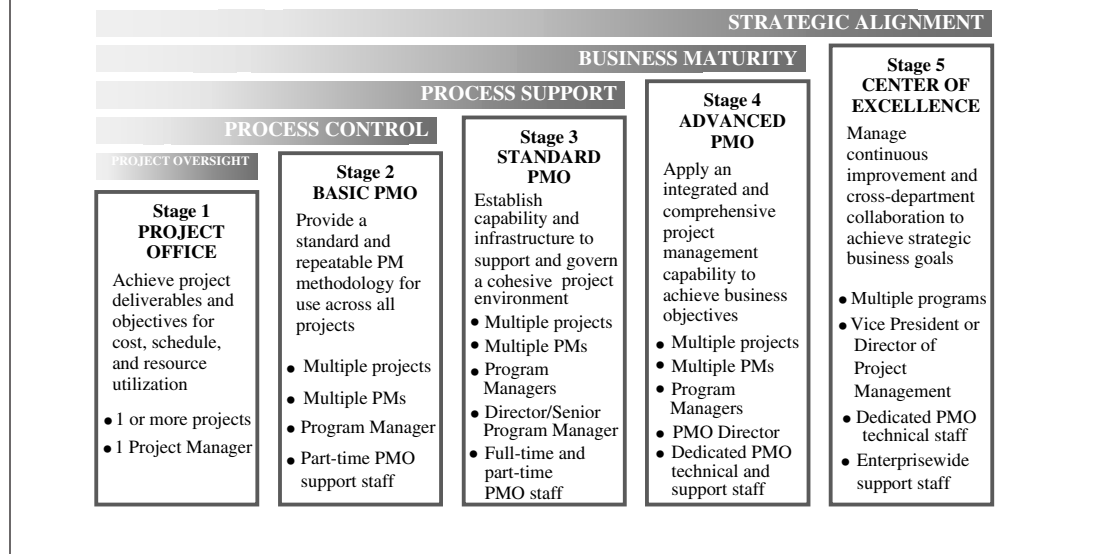 STRATEGIC ALIGNMENT
BUSINESS MATURITY
PROCESS SUPPORT
PROCESS CONTROL
PROJECT OVERSIGHT
Stage 1
PROJECT
OFFICE
Achieve project
deliverables and
objectives for
cost, schedule,
and resource
utilization
• 1 or more projects
• 1 Project Manager
Stage 2
BASIC PMO
Provide a
standard and
repeatable PM
methodology for
use across all
projects
• Multiple projects
• Multiple PMs
• Program Manager
• Part-time PMO
support staff
Stage 3
STANDARD
PMO
Establish
capability and
infrastructure to
support and govern
a cohesive project
environment
• Multiple projects
• Multiple PMs
• Program
Managers
• Director/Senior
Program Manager
• Full-time and
part-time
PMO staff
Stage 4
ADVANCED
PMO
Apply an
integrated and
comprehensive
project
management
capability to
achieve business
objectives
• Multiple projects
• Multiple PMs
• Program
Managers
• PMO Director
• Dedicated PMO
technical and
support staff
Stage 5
CENTER OF
EXCELLENCE
Manage
continuous
improvement and
cross-department
collaboration to
achieve strategic
business goals
• Multiple programs
• Vice President or
Director of
Project
Management
• Dedicated PMO
technical staff
• Enterprisewide
support staff